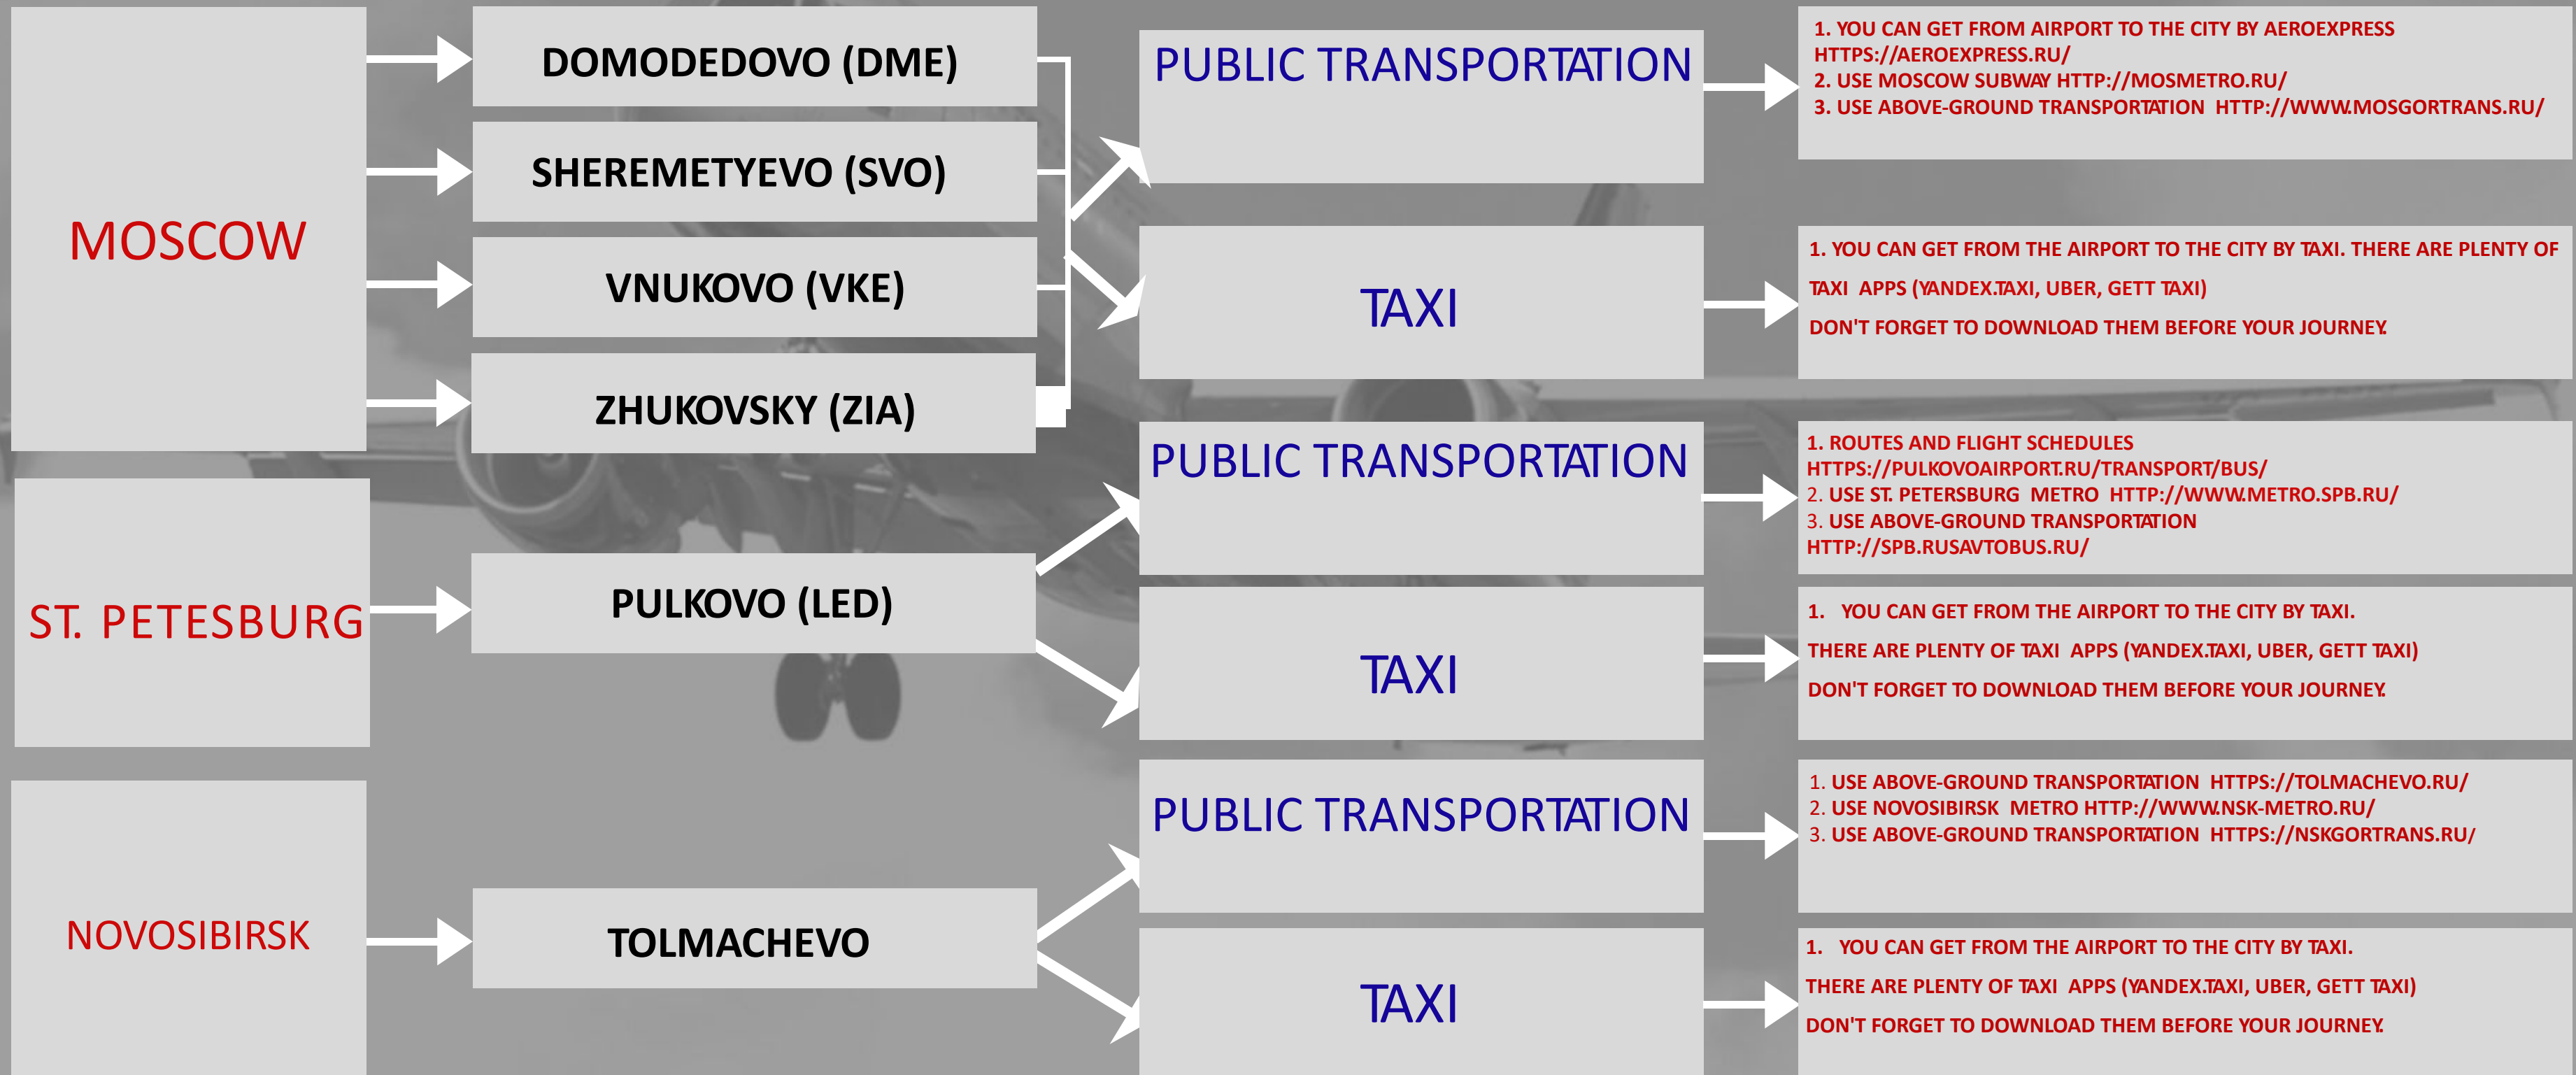 MOSCOW
DOMODEDOVO (DME)
SHEREMETYEVO (SVO)
VNUKOVO (VKE)
ZHUKOVSKY (ZIA)
PUBLIC TRANSPORTATION
1. YOU CAN GET FROM AIRPORT TO THE CITY BY AEROEXPRESS
HTTPS://AEROEXPRESS.RU/
2. USE MOSCOW SUBWAY HTTP://MOSMETRO.RU/
3. USE ABOVE-GROUND TRANSPORTATION HTTP://WWW.MOSGORTRANS.RU/
TAXI
1. YOU CAN GET FROM THE AIRPORT TO THE CITY BY TAXI. THERE ARE PLENTY OF
TAXI APPS (YANDEX.TAXI, UBER, GETT TAXI)
DON'T FORGET TO DOWNLOAD THEM BEFORE YOUR JOURNEY.
ST. PETESBURG
PULKOVO (LED)
PUBLIC TRANSPORTATION
1. ROUTES AND FLIGHT SCHEDULES
HTTPS://PULKOVOAIRPORT.RU/TRANSPORT/BUS/
2. USE ST. PETERSBURG METRO HTTP://WWW.METRO.SPB.RU/
3. USE ABOVE-GROUND TRANSPORTATION
HTTP://SPB.RUSAVTOBUS.RU/
TAXI
1. YOU CAN GET FROM THE AIRPORT TO THE CITY BY TAXI.
THERE ARE PLENTY OF TAXI APPS (YANDEX.TAXI, UBER, GETT TAXI)
DON'T FORGET TO DOWNLOAD THEM BEFORE YOUR JOURNEY.
NOVOSIBIRSK
TOLMACHEVO
PUBLIC TRANSPORTATION
1. USE ABOVE-GROUND TRANSPORTATION HTTPS://TOLMACHEVO.RU/
2. USE NOVOSIBIRSK METRO HTTP://WWW.NSK-METRO.RU/
3. USE ABOVE-GROUND TRANSPORTATION HTTPS://NSKGORTRANS.RU/
TAXI
1. YOU CAN GET FROM THE AIRPORT TO THE CITY BY TAXI.
THERE ARE PLENTY OF TAXI APPS (YANDEX.TAXI, UBER, GETT TAXI)
DON'T FORGET TO DOWNLOAD THEM BEFORE YOUR JOURNEY.